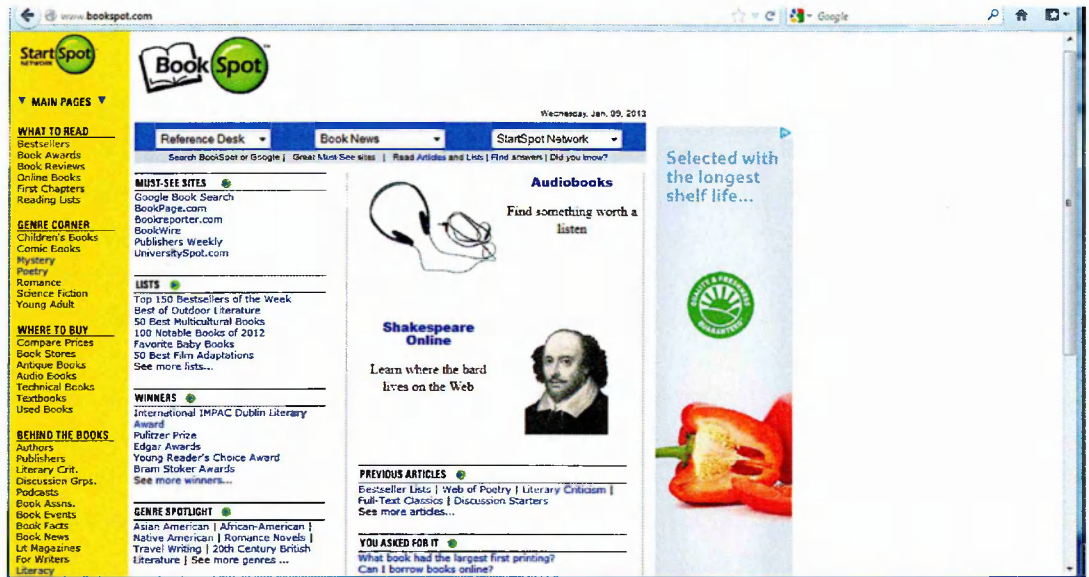 www.bookspot.com
Google
StartSpot
NETWORK
BookSpot
MAIN PAGES
WHAT TO READ
Bestsellers
Book Awards
Book Reviews
Online Books
First Chapters
Reading Lists
GENRE CORNER
Children's Books
Comic Books
Mystery
Poetry
Romance
Science Fiction
Young Adult
WHERE TO BUY
Compare Prices
Book Stores
Antique Books
Audio Books
Technical Books
Textbooks
Used Books
BEHIND THE BOOKS
Authors
Publishers
Literary Crit.
Discussion Grps.
Podcasts
Book Assns.
Book Events
Book Facts
Book News
Lit Magazines
For Writers
Literacy
Wednesday, Jan. 09, 2013
Reference Desk
Book News
StartSpot Network
Search BookSpot or Google | Great Must-See sites | Read Articles and Lists | Find answers | Did you know?
MUST-SEE SITES
Google Book Search
BookPage.com
Bookreporter.com
BookWire
Publishers Weekly
UniversitySpot.com
LISTS
Top 150 Bestsellers of the Week
Best of Outdoor Literature
50 Best Multicultural Books
100 Notable Books of 2012
Favorite Baby Books
50 Best Film Adaptations
See more lists...
WINNERS
International IMPAC Dublin Literary
Award
Pulitzer Prize
Edgar Awards
Young Reader's Choice Award
Bram Stoker Awards
See more winners...
GENRE SPOTLIGHT
Asian American | African-American |
Native American | Romance Novels |
Travel Writing | 20th Century British
Literature | See more genres ...
Audiobooks
Find something worth a
listen
Shakespeare
Online
Learn where the bard
lives on the Web
PREVIOUS ARTICLES
Bestseller Lists | Web of Poetry | Literary Criticism |
Full-Text Classics | Discussion Starters
See more articles...
YOU ASKED FOR IT
What book had the largest first printing?
Can I borrow books online?
Selected with
the longest
shelf life...
QUALITY & FRESHNESS
GUARANTEED